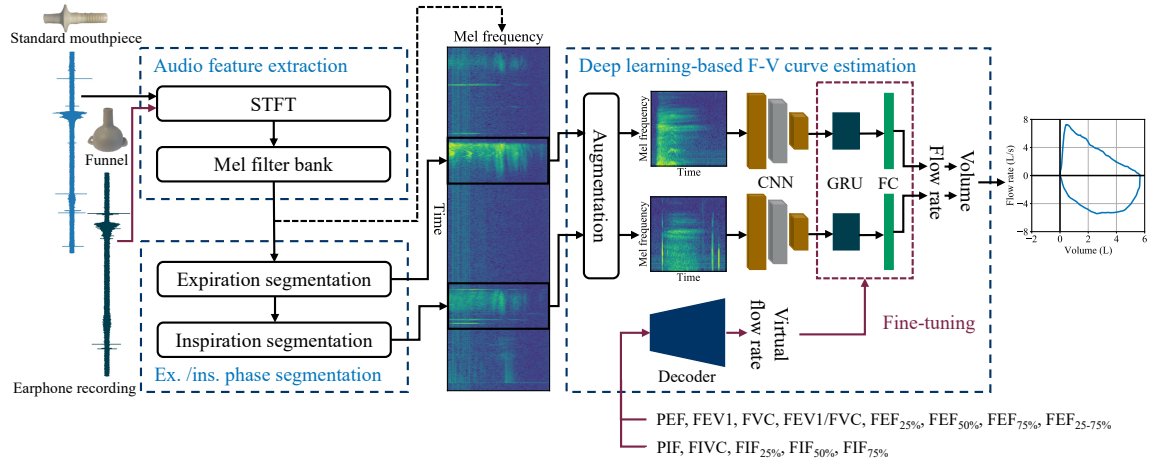 Standard mouthpiece
Funnel
Earphone recording
Audio feature extraction
STFT
Mel filter bank
Expiration segmentation
Inspiration segmentation
Ex. /ins. phase segmentation
Mel frequency
Time
Deep learning-based F-V curve estimation
Augmentation
Mel frequency
Time
Mel frequency
Time
CNN
GRU
FC
Flow rate
Volume
Decoder
Virtual
flow rate
Fine-tuning
Flow rate (L/s)
8
4
0
−4
−8
−2 0 2 4 6
Volume (L)
PEF, FEV1, FVC, FEV1/FVC, FEF25%, FEF50%, FEF75%, FEF25-75%
PIF, FIVC, FIF25%, FIF50%, FIF75%